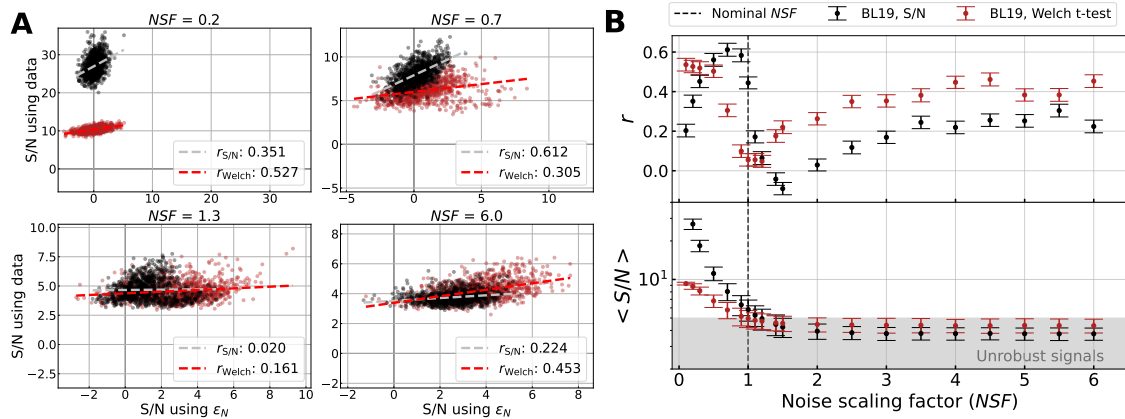 A
NSF = 0.2
NSF = 0.7
S/N using data
30
20
10
0
0
10
20
30
r_S/N: 0.351
r_Welch: 0.527
15
10
5
0
−5
−5
0
5
10
r_S/N: 0.612
r_Welch: 0.305
NSF = 1.3
NSF = 6.0
S/N using data
10.0
7.5
5.0
2.5
0.0
−2.5
−2
0
2
4
6
8
10
r_S/N: 0.020
r_Welch: 0.161
S/N using ε_N
8
6
4
2
0
−2
−2
0
2
4
6
8
r_S/N: 0.224
r_Welch: 0.453
S/N using ε_N
B
Nominal NSF
BL19, S/N
BL19, Welch t-test
r
0.6
0.4
0.2
0.0
< S/N >
10¹
Unrobust signals
0
1
2
3
4
5
6
Noise scaling factor (NSF)